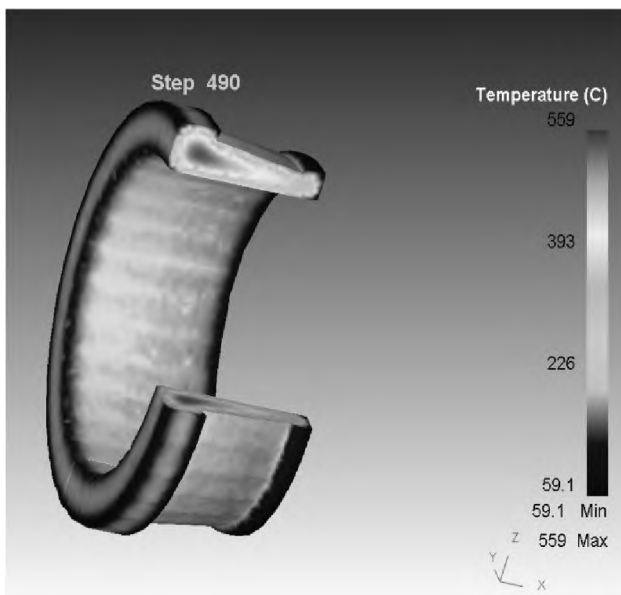 Step 490
Temperature (C)
559
393
226
59.1
59.1 Min
559 Max
Z
Y
X